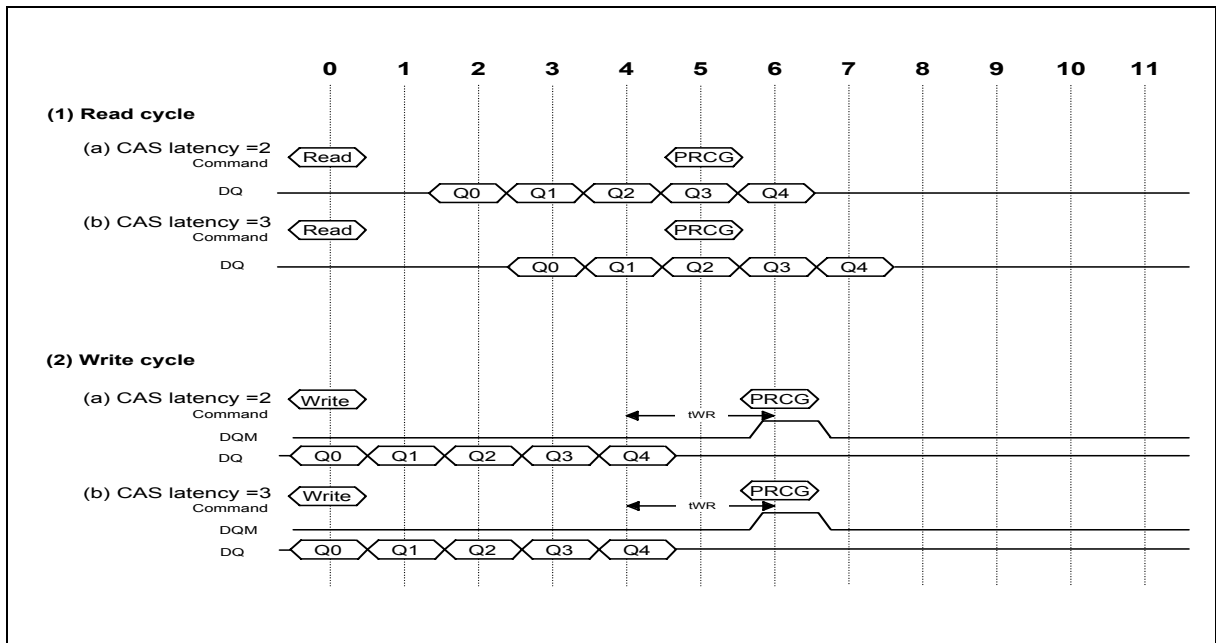 0 1 2 3 4 5 6 7 8 9 10 11
(1) Read cycle
(a) CAS latency =2
Command
Read PRCG
DQ
Q0 Q1 Q2 Q3 Q4
(b) CAS latency =3
Command
Read PRCG
DQ
Q0 Q1 Q2 Q3 Q4
(2) Write cycle
(a) CAS latency =2
Command
Write PRCG
tWR
DQM
DQ
Q0 Q1 Q2 Q3 Q4
(b) CAS latency =3
Command
Write PRCG
tWR
DQM
DQ
Q0 Q1 Q2 Q3 Q4